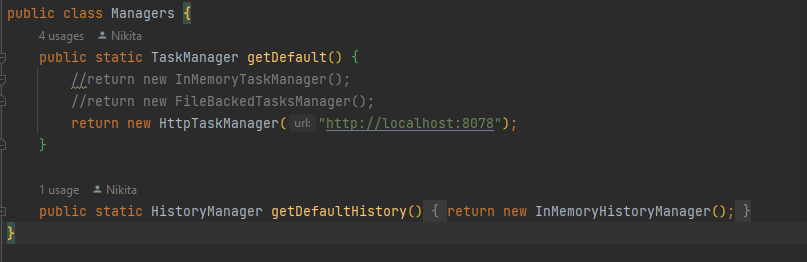 public class Managers {
4 usages Nikita
public static TaskManager getDefault() {
//return new InMemoryTaskManager();
//return new FileBackedTasksManager();
return new HttpTaskManager( url: "http://localhost:8078");
}
1 usage Nikita
public static HistoryManager getDefaultHistory() { return new InMemoryHistoryManager(); }
}